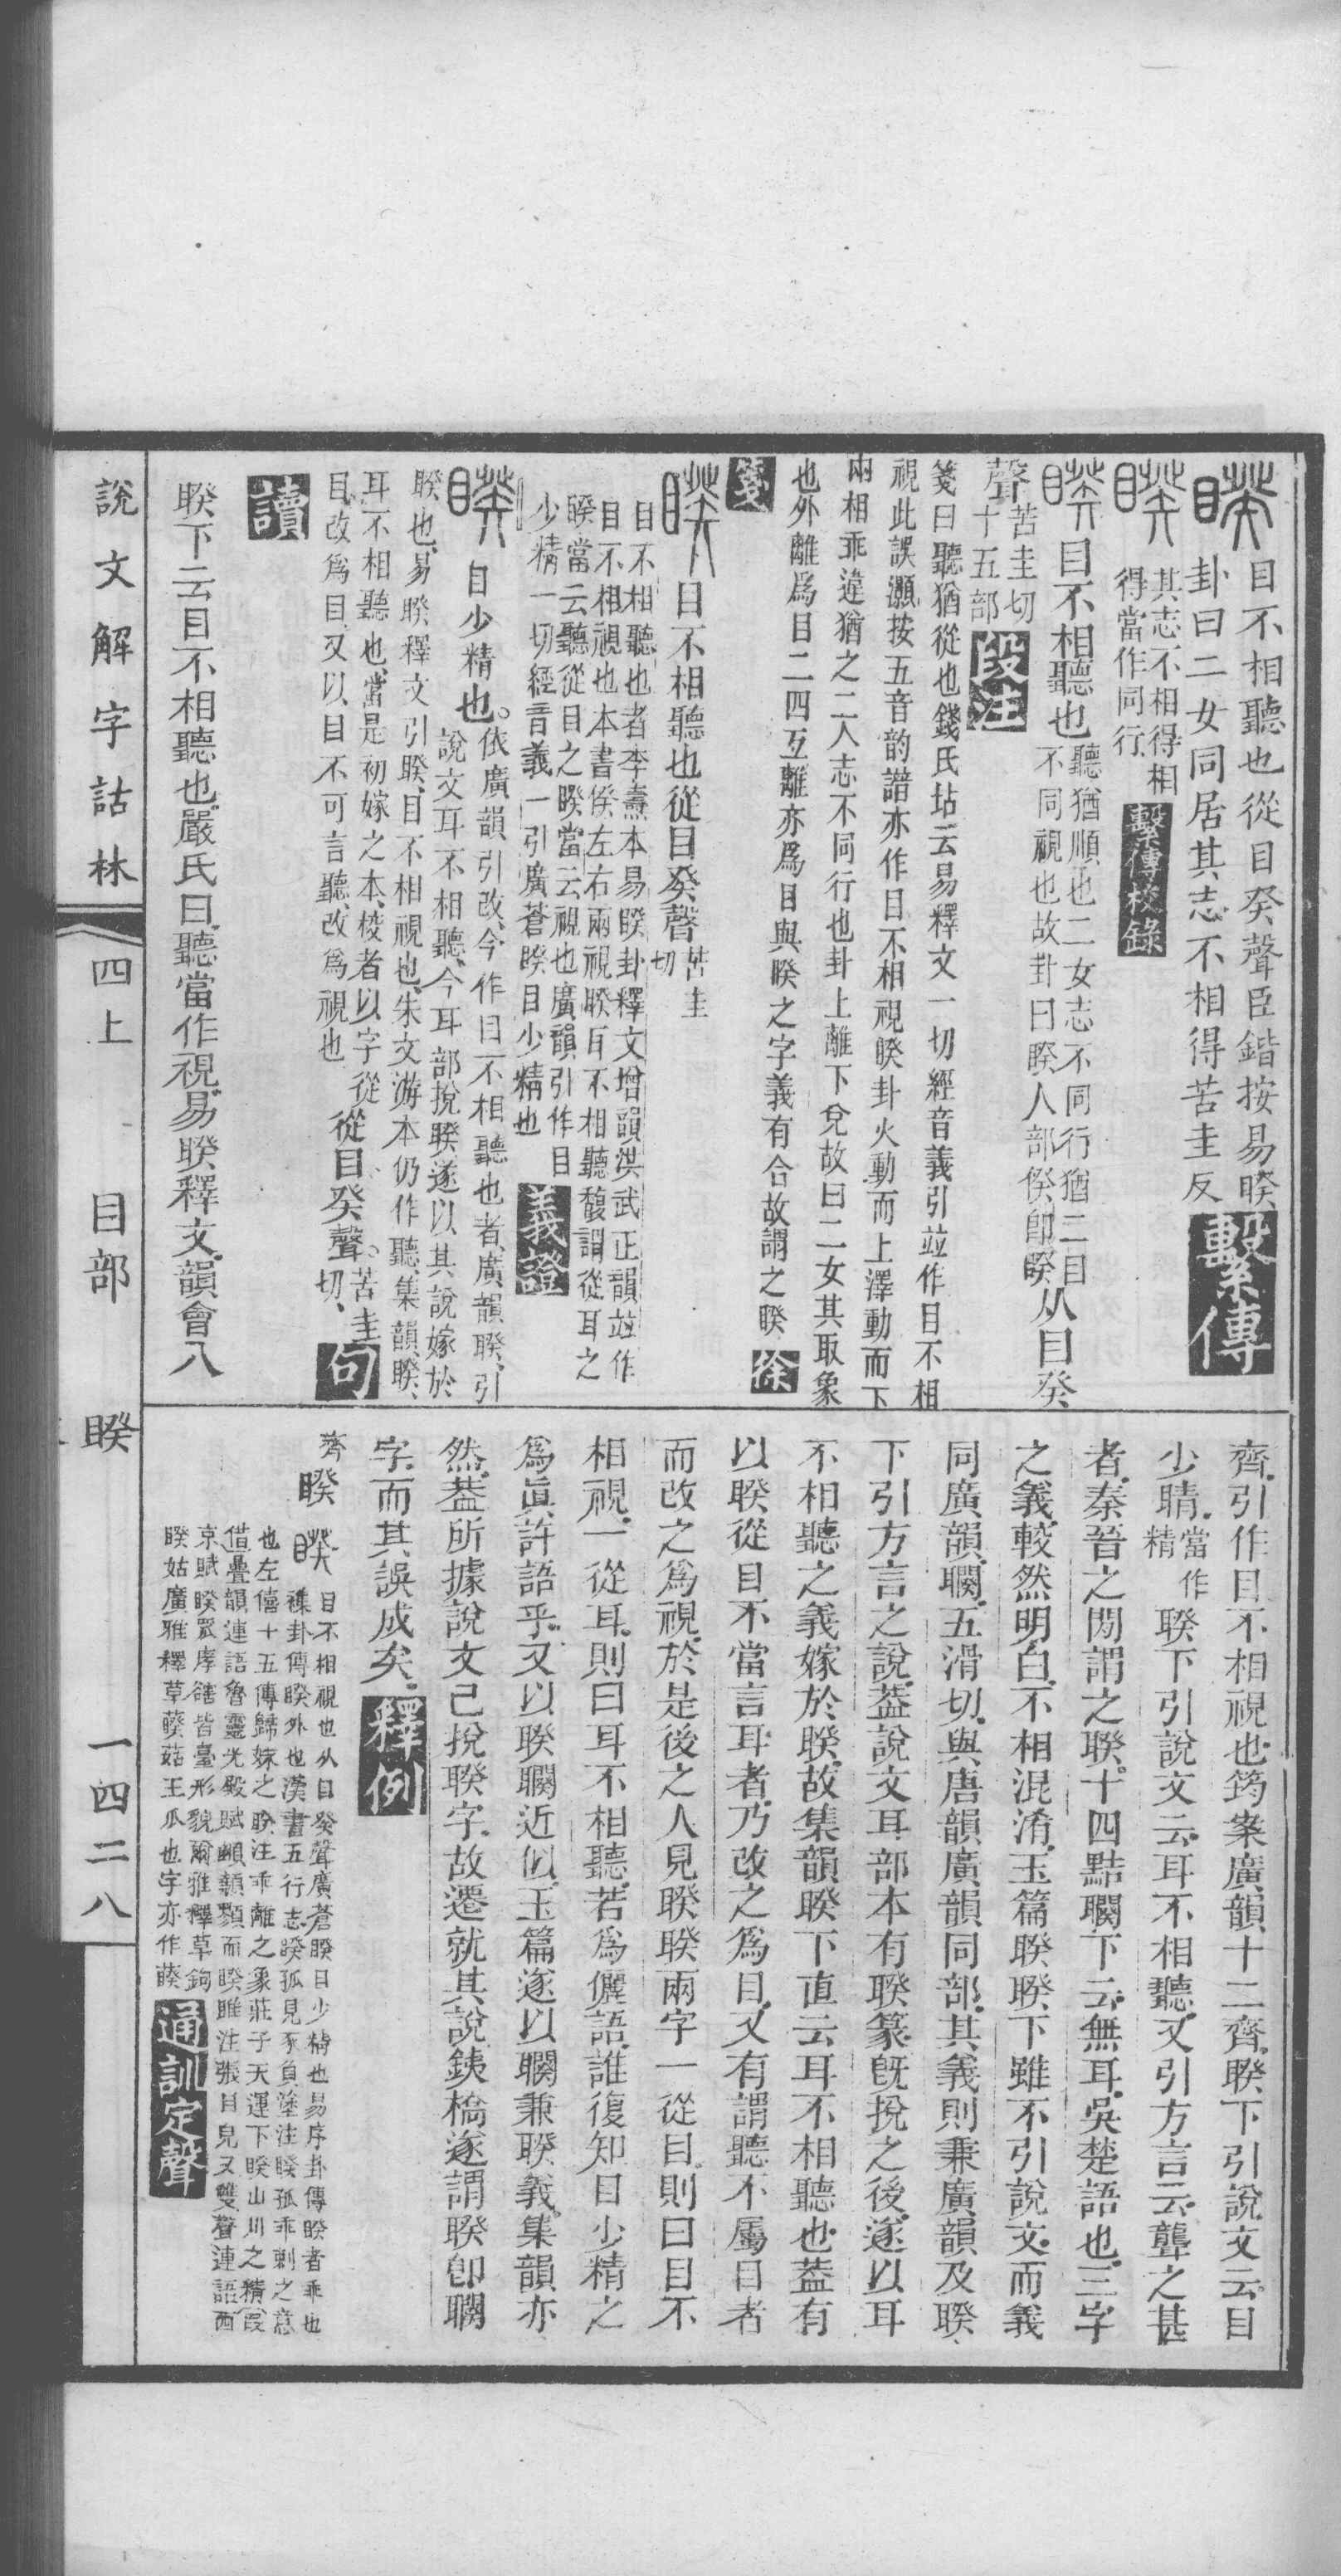 目不相聽也從目癸聲臣鍇按易睽
卦曰二女同居其志不相得苦圭反 繫傳
其志不相得相
得當作同行 繫傳校錄
目不相聽也 聽猶順也二女志不同行猶二目
不同視也故卦曰睽人部傒卽睽 从目癸
聲 苦圭切
十五部 段注
箋曰聽猶從也錢氏坫云易釋文一切經音義引竝作目不相
視此誤灝按五音韵譜亦作目不相視睽卦火動而上澤動而下
兩相乖違猶之二人志不同行也卦上離下兌故曰二女其取象
也外離爲目二四互離亦爲目與睽之字義有合故謂之睽 徐
箋
目不相聽也從目癸聲 苦圭
切
目不相聽也者李燾本易睽卦釋文增韻洪武正韻竝作
目不相視也本書傒左右兩視睽耳不相聽馥謂從耳之
睽當云聽從目之睽當云視也廣韻引作目
少精一切經音義一引廣蒼睽目少精也 義證
目少精也。 依廣韻引改、今作目不相聽也者、廣韻睽、引
說文耳不相聽、今耳部挩聧、遂以其說嫁於
睽也、易睽釋文引睽、目不相視也、朱文游本仍作聽、集韻睽、
耳不相聽也、當是初嫁之本、校者以字從
目、改爲目、又以目不可言聽、改爲視也 從目癸聲。 苦圭
切、 句
讀
睽下云目不相聽也、嚴氏曰、聽當作視、易睽釋文、韻會八
齊、引作目不相視也、筠案廣韻十二齊、睽下引說文云、目
少睛、當作
精 聧下引說文云、耳不相聽、又引方言云、聾之甚
者、秦晉之閒謂之聧、十四黠䦧下云、無耳、吳楚語也、三字
之義、較然明白、不相混淆、玉篇睽聧下雖不引說文、而義
同廣韻、䦧、五滑切、與唐韻廣韻同部、其義則兼廣韻及聧、
下引方言之說、葢說文耳部本有聧篆、旣挩之後、遂以耳
不相聽之義嫁於睽、故集韻睽下直云耳不相聽也、葢有
以睽從目不當言耳者、乃改之爲目、又有謂聽不屬目者
而改之爲視、於是後之人見睽聧兩字一從目、則曰目不
相視、一從耳、則曰耳不相聽、若爲儷語、誰復知目少精之
爲眞許語乎、又以聧䦧近似、玉篇遂以䦧兼聧義、集韻亦
然、葢所據說文已挩聧字、故遷就其說、錢橋遂謂聧卽䦧
字、而其誤成矣、 釋例
齊
睽 目不相視也从目癸聲廣蒼睽目少精也易序卦傳睽者乖也
襍卦傳睽外也漢書五行志睽孤見豕負塗注睽孤乖剌之意
也左僖十五傳歸妹之睽注乖離之象莊子天運下睽山川之精〔叚
借〕疊韻連語魯靈光殿賦䫜顟顤而睽睢注張目皃又雙聲連語西
京賦睽罛庨豁皆臺形貌爾雅釋草鉤
睽姑廣雅釋草藈菇王瓜也字亦作藈 通訓定聲
說文解字詁林 四上 目部 睽 一四二八